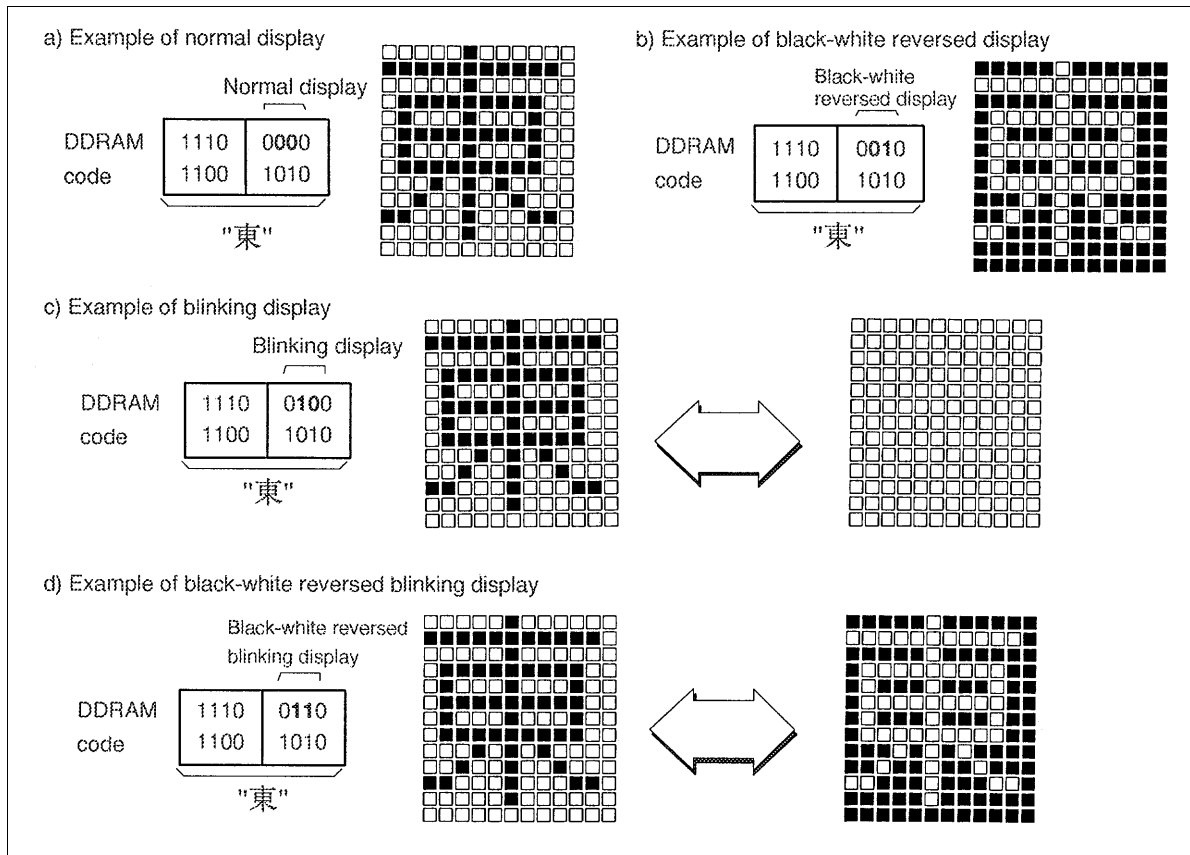 a) Example of normal display
Normal display
DDRAM code
1110 0000
1100 1010
"東"
b) Example of black-white reversed display
Black-white
reversed display
DDRAM code
1110 0010
1100 1010
"東"
c) Example of blinking display
Blinking display
DDRAM code
1110 0100
1100 1010
"東"
d) Example of black-white reversed blinking display
Black-white reversed
blinking display
DDRAM code
1110 0110
1100 1010
"東"